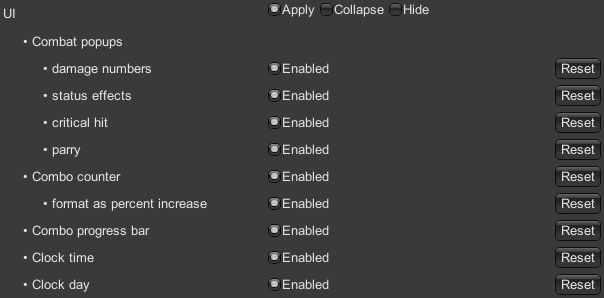 UI Apply Collapse Hide
• Combat popups
• damage numbers Enabled Reset
• status effects Enabled Reset
• critical hit Enabled Reset
• parry Enabled Reset
• Combo counter Enabled Reset
• format as percent increase Enabled Reset
• Combo progress bar Enabled Reset
• Clock time Enabled Reset
• Clock day Enabled Reset